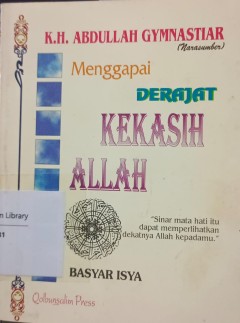 K.H. ABDULLAH GYMNASTIAR
(Narasumber)
Menggapai
DERAJAT
KEKASIH
ALLAH
Library
"Sinar mata hati itu
dapat memperlihatkan
dekatnya Allah kepadamu."
BASYAR ISYA
Qolbunsalim Press